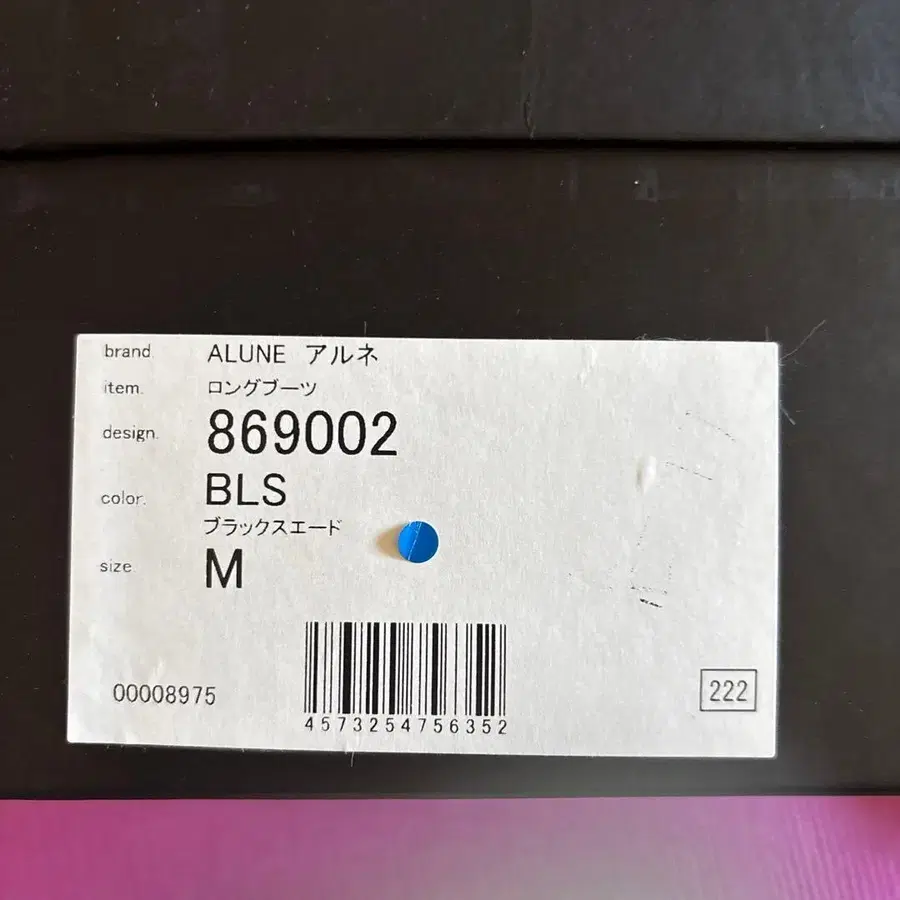 brand. ALUNE アルネ
item. ロングブーツ
design. 869002
color. BLS
ブラックスエード
size M
00008975
4573254756352
222